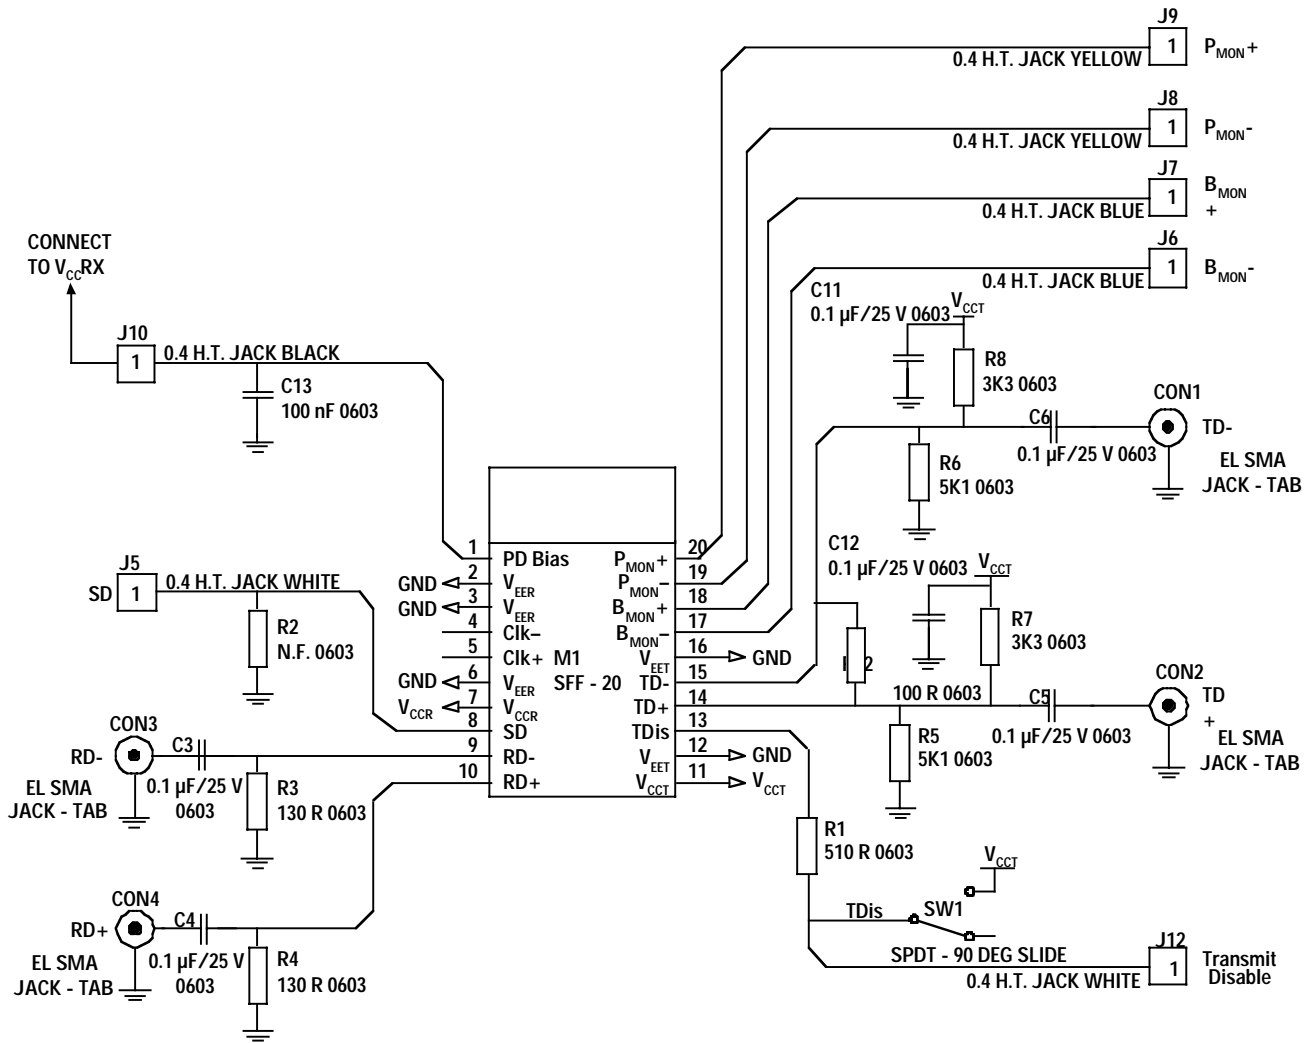 J9
1
P_MON+
0.4 H.T. JACK YELLOW
J8
1
P_MON-
0.4 H.T. JACK YELLOW
J7
1
B_MON
+
0.4 H.T. JACK BLUE
J6
1
B_MON-
0.4 H.T. JACK BLUE
CONNECT
TO V_CCRX
J10
1
0.4 H.T. JACK BLACK
C13
100 nF 0603
C11
0.1 µF/25 V 0603
V_CCT
R8
3K3 0603
C6
0.1 µF/25 V 0603
CON1
TD-
EL SMA
JACK - TAB
R6
5K1 0603
J5
SD
1
0.4 H.T. JACK WHITE
R2
N.F. 0603
1
PD Bias
GND
2
V_EER
GND
3
V_EER
4
Clk–
5
Clk+
M1
SFF - 20
GND
6
V_EER
V_CCR
7
V_CCR
8
SD
9
RD-
10
RD+
P_MON+
20
P_MON–
19
B_MON+
18
B_MON–
17
V_EET
16
GND
TD-
15
TD+
14
TDis
13
V_EET
12
GND
V_CCT
11
V_CCT
C12
0.1 µF/25 V 0603
V_CCT
R7
3K3 0603
100 R 0603
C5
0.1 µF/25 V 0603
CON2
TD
+
EL SMA
JACK - TAB
R5
5K1 0603
CON3
RD-
EL SMA
JACK - TAB
C3
0.1 µF/25 V
0603
R3
130 R 0603
CON4
RD+
EL SMA
JACK - TAB
C4
0.1 µF/25 V
0603
R4
130 R 0603
R1
510 R 0603
V_CCT
TDis
SW1
SPDT - 90 DEG SLIDE
0.4 H.T. JACK WHITE
J12
1
Transmit
Disable